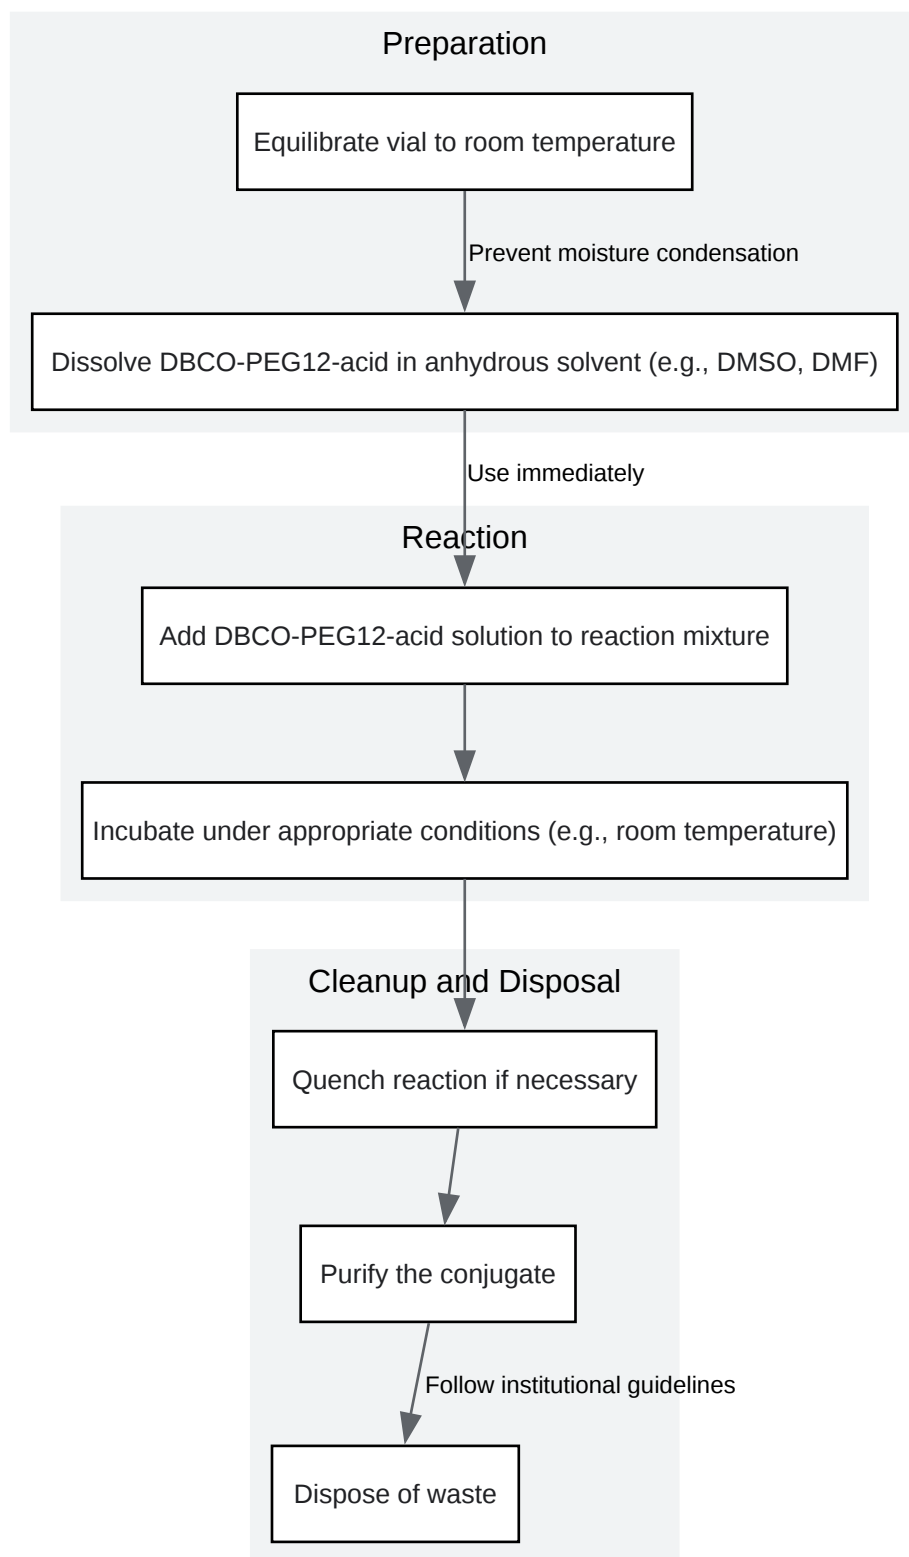 Preparation
Equilibrate vial to room temperature
Prevent moisture condensation
Dissolve DBCO-PEG12-acid in anhydrous solvent (e.g., DMSO, DMF)
Use immediately
Reaction
Add DBCO-PEG12-acid solution to reaction mixture
Incubate under appropriate conditions (e.g., room temperature)
Cleanup and Disposal
Quench reaction if necessary
Purify the conjugate
Follow institutional guidelines
Dispose of waste